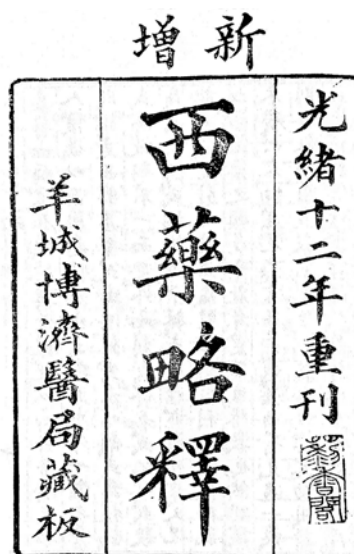 新增
光緒十二年重刊
西藥略釋
羊城博濟醫局藏板